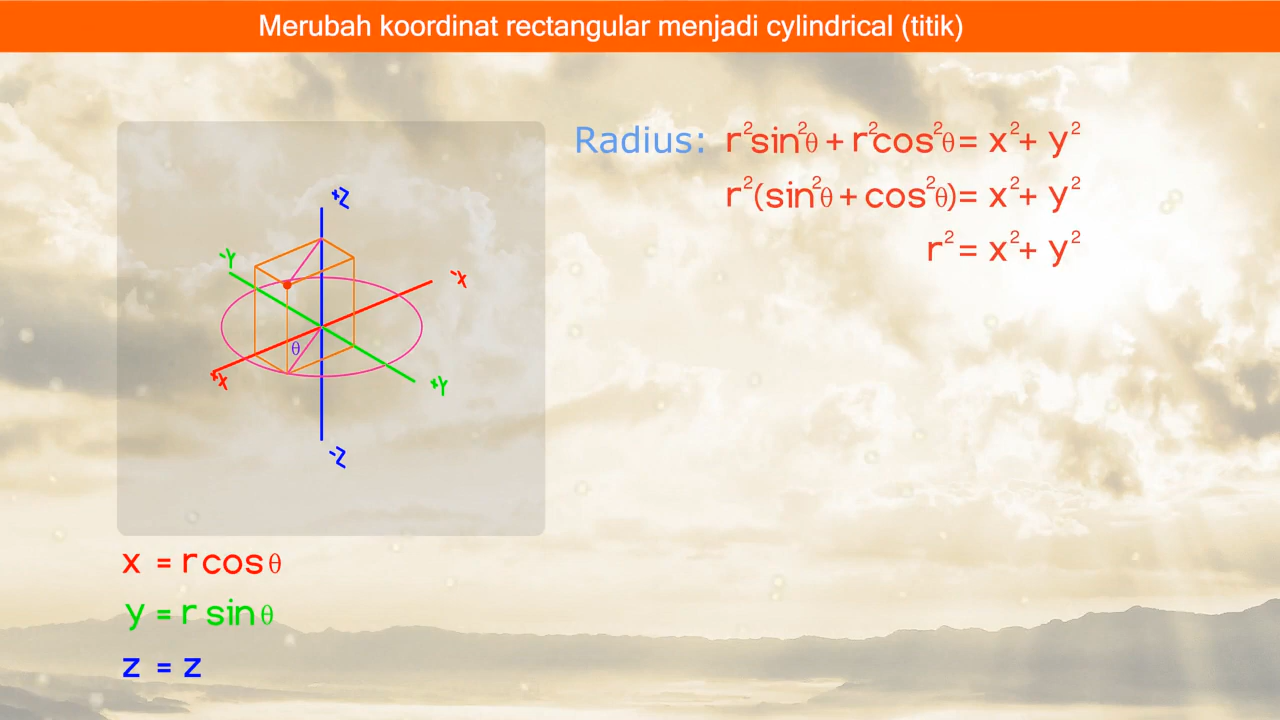 Merubah koordinat rectangular menjadi cylindrical (titik)
Radius: r²sin²θ + r²cos²θ = x² + y²
r²(sin²θ + cos²θ) = x² + y²
r² = x² + y²
+Z
-Y
-X
θ
+X
+Y
-Z
x = r cos θ
y = r sin θ
z = z